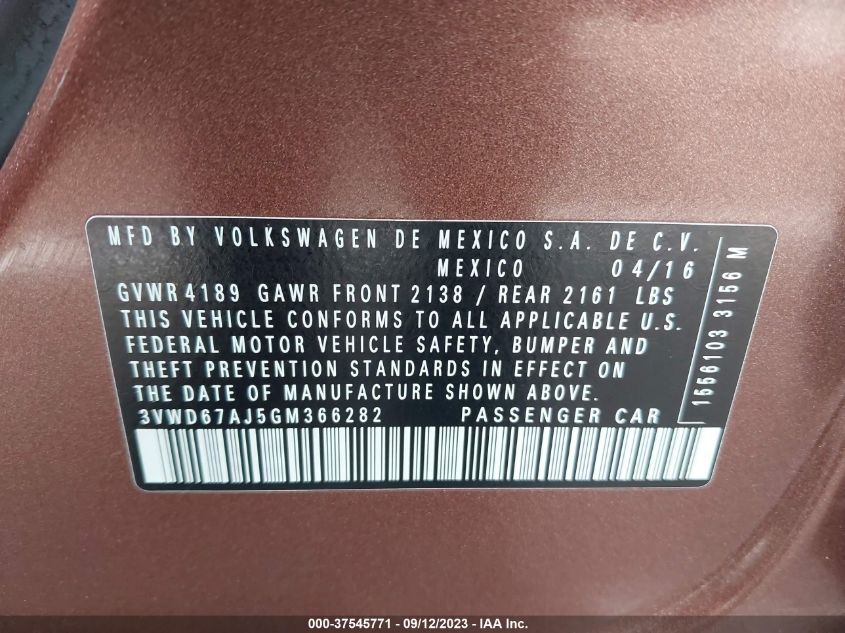 MFD BY VOLKSWAGEN DE MEXICO S.A. DE C.V.
MEXICO 04/16
GVWR 4189 GAWR FRONT 2138 / REAR 2161 LBS
THIS VEHICLE CONFORMS TO ALL APPLICABLE U.S.
FEDERAL MOTOR VEHICLE SAFETY, BUMPER AND
THEFT PREVENTION STANDARDS IN EFFECT ON
THE DATE OF MANUFACTURE SHOWN ABOVE.
3VWD67AJ5GM366282 PASSENGER CAR
1556103 3156 M
000-37545771 - 09/12/2023 - IAA Inc.